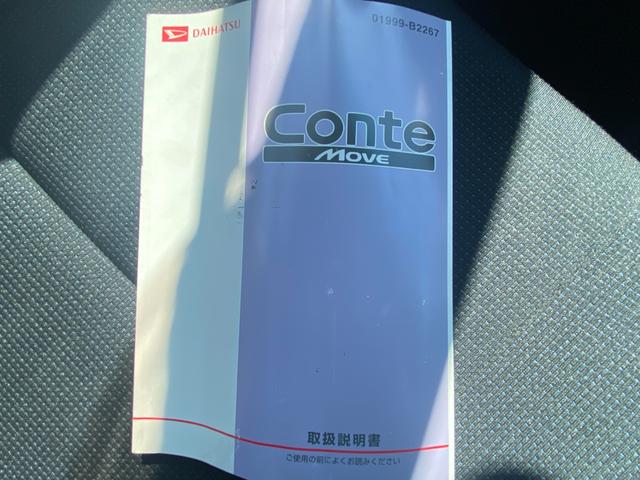 DAIHATSU
01999-B2267
Conte
MOVE
取扱説明書
ご使用の前によくお読みください